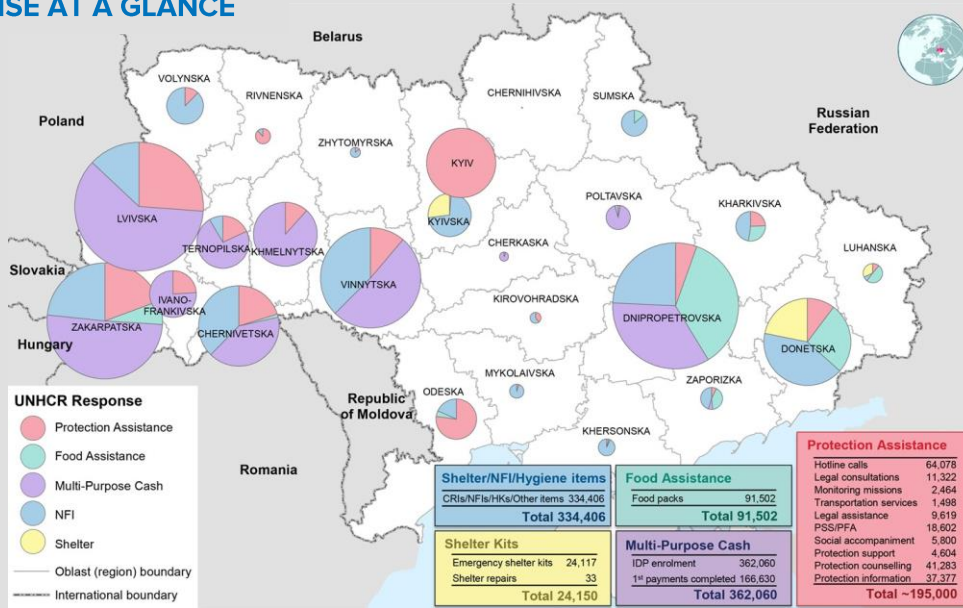 ISE AT A GLANCE
Belarus
VOLYNSKA
RIVNENSKA
CHERNIHIVSKA
SUMSKA
Poland
Russian
Federation
ZHYTOMYRSKA
KYIV
LVIVSKA
KYIVSKA
POLTAVSKA
KHARKIVSKA
TERNOPILSKA
KHMELNYTSKA
CHERKASKA
LUHANSKA
Slovakia
VINNYTSKA
IVANO-
FRANKIVSKA
KIROVOHRADSKA
DNIPROPETROVSKA
ZAKARPATSKA
CHERNIVETSKA
DONETSKA
Hungary
MYKOLAIVSKA
ZAPORIZKA
ODESKA
Republic
of Moldova
KHERSONSKA
Romania
UNHCR Response
Protection Assistance
Food Assistance
Multi-Purpose Cash
NFI
Shelter
Oblast (region) boundary
International boundary
Shelter/NFI/Hygiene items
CRIs/NFIs/HKs/Other items 334,406
Total 334,406
Food Assistance
Food packs 91,502
Total 91,502
Shelter Kits
Emergency shelter kits 24,117
Shelter repairs 33
Total 24,150
Multi-Purpose Cash
IDP enrolment 362,060
1st payments completed 166,630
Total 362,060
Protection Assistance
Hotline calls 64,078
Legal consultations 11,322
Monitoring missions 2,464
Transportation services 1,498
Legal assistance 9,619
PSS/PFA 18,602
Social accompaniment 5,800
Protection support 4,604
Protection counselling 41,283
Protection information 37,377
Total ~195,000